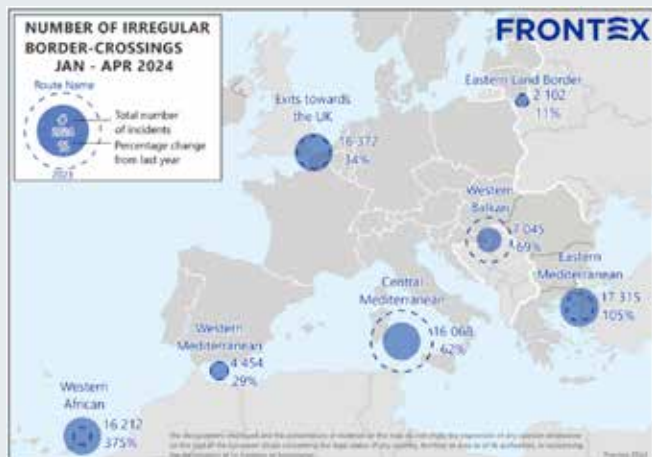 NUMBER OF IRREGULAR
BORDER-CROSSINGS
JAN - APR 2024
Route Name
Total number
of incidents
Percentage change
from last year
2023
FRONTEX
Eastern Land Border
2 102
11%
Exits towards
the UK
16 372
34%
Western
Balkan
7 045
69%
Eastern
Mediterranean
17 315
105%
Central
Mediterranean
16 068
62%
Western
Mediterranean
4 454
29%
Western
African
16 212
375%